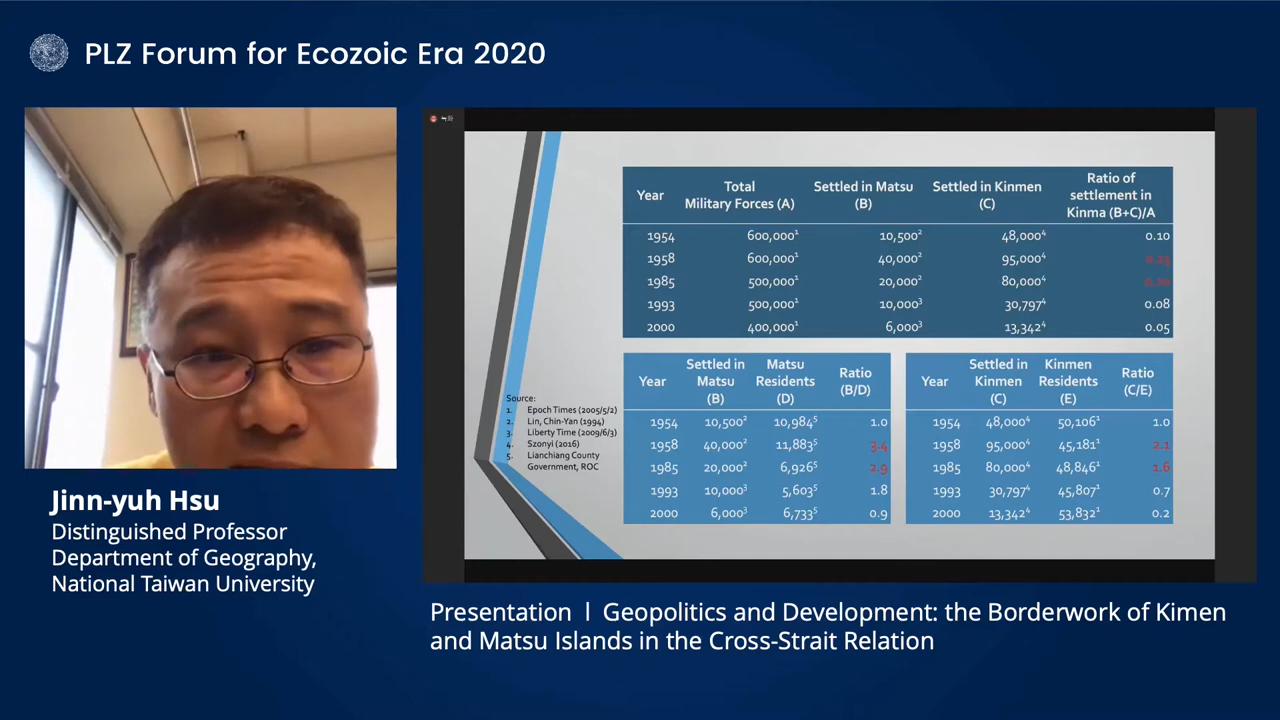 PLZ Forum for Ecozoic Era 2020
Year Total Military Forces (A) Settled in Matsu (B) Settled in Kinmen (C) Ratio of settlement in Kinma (B+C)/A
1954 600,000¹ 10,500² 48,000⁴ 0.10
1958 600,000¹ 40,000² 95,000⁴ 0.23
1985 500,000¹ 20,000² 80,000⁴ 0.20
1993 500,000¹ 10,000³ 30,797⁴ 0.08
2000 400,000¹ 6,000³ 13,342⁴ 0.05
Year Settled in Matsu (B) Matsu Residents (D) Ratio (B/D)
1954 10,500² 10,984⁵ 1.0
1958 40,000² 11,883⁵ 3.4
1985 20,000² 6,926⁵ 2.9
1993 10,000³ 5,603⁵ 1.8
2000 6,000³ 6,733⁵ 0.9
Year Settled in Kinmen (C) Kinmen Residents (E) Ratio (C/E)
1954 48,000⁴ 50,106¹ 1.0
1958 95,000⁴ 45,181¹ 2.1
1985 80,000⁴ 48,846¹ 1.6
1993 30,797⁴ 45,807¹ 0.7
2000 13,342⁴ 53,832¹ 0.2
Source:
1. Epoch Times (2005/5/2)
2. Lin, Chin-Yan (1994)
3. Liberty Time (2009/6/3)
4. Szonyi (2016)
5. Lianchiang County
Government, ROC
Jinn-yuh Hsu
Distinguished Professor
Department of Geography,
National Taiwan University
Presentation l Geopolitics and Development: the Borderwork of Kimen
and Matsu Islands in the Cross-Strait Relation